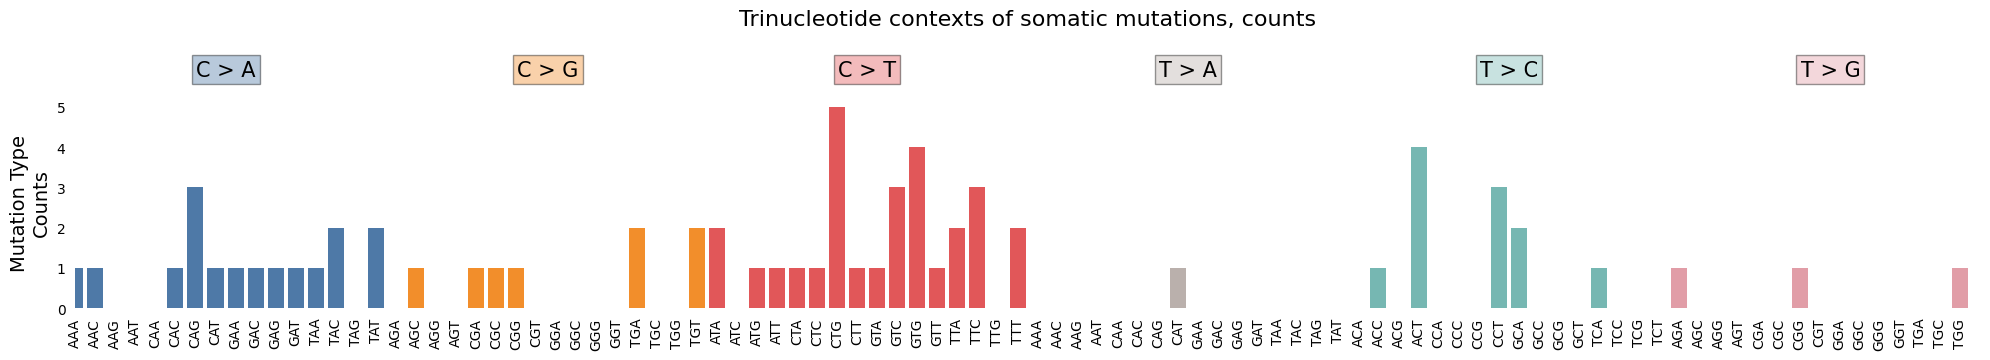 Trinucleotide contexts of somatic mutations, counts
C > A C > G C > T T > A T > C T > G
Mutation Type
Counts
5
4
3
2
1
0
AAA AAC AAG AAT CAA CAC CAG CAT GAA GAC GAG GAT TAA TAC TAG TAT AGA AGC AGG AGT CGA CGC CGG CGT GGA GGC GGG GGT TGA TGC TGG TGT ATA ATC ATG ATT CTA CTC CTG CTT GTA GTC GTG GTT TTA TTC TTG TTT AAA AAC AAG AAT CAA CAC CAG CAT GAA GAC GAG GAT TAA TAC TAG TAT ACA ACC ACG ACT CCA CCC CCG CCT GCA GCC GCG GCT TCA TCC TCG TCT AGA AGC AGG AGT CGA CGC CGG CGT GGA GGC GGG GGT TGA TGC TGG